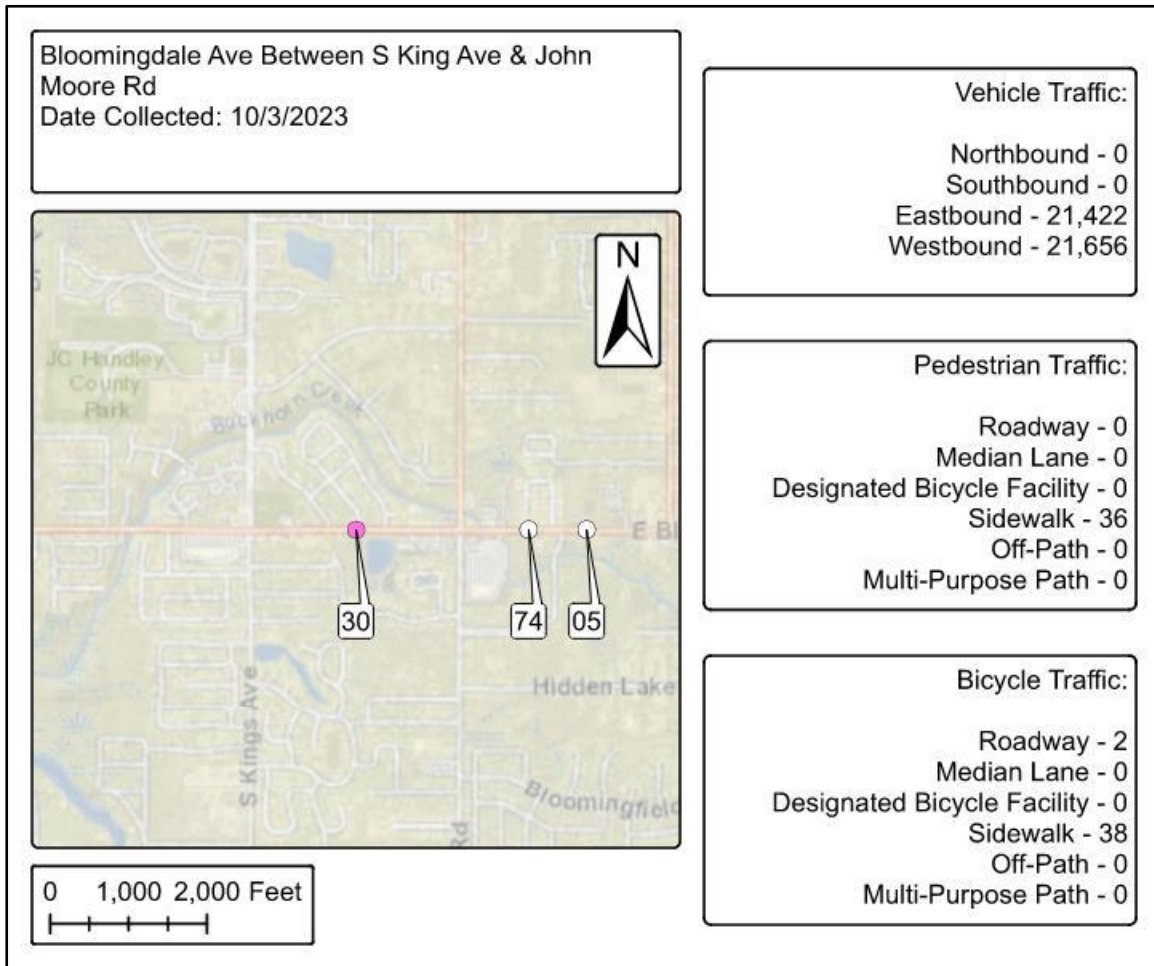 Bloomingdale Ave Between S King Ave & John
Moore Rd
Date Collected: 10/3/2023
Vehicle Traffic:
Northbound - 0
Southbound - 0
Eastbound - 21,422
Westbound - 21,656
N
JC Handley
County
Park
Buckhorn Creek
E Bl
30
74
05
Hidden Lake
S Kings Ave
Bloomingfield
Rd
0 1,000 2,000 Feet
Pedestrian Traffic:
Roadway - 0
Median Lane - 0
Designated Bicycle Facility - 0
Sidewalk - 36
Off-Path - 0
Multi-Purpose Path - 0
Bicycle Traffic:
Roadway - 2
Median Lane - 0
Designated Bicycle Facility - 0
Sidewalk - 38
Off-Path - 0
Multi-Purpose Path - 0